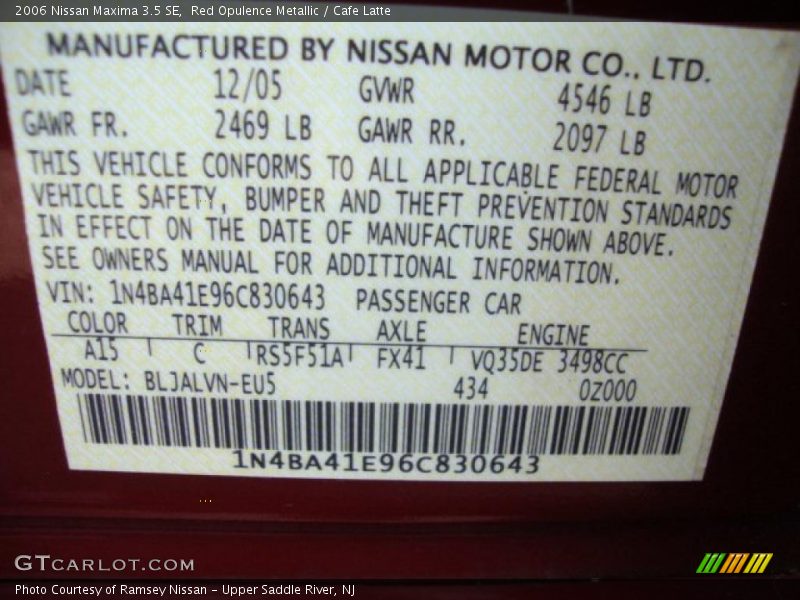 2006 Nissan Maxima 3.5 SE,  Red Opulence Metallic / Cafe Latte
MANUFACTURED BY NISSAN MOTOR CO., LTD.
DATE 12/05 GVWR 4546 LB
GAWR FR. 2469 LB GAWR RR. 2097 LB
THIS VEHICLE CONFORMS TO ALL APPLICABLE FEDERAL MOTOR
VEHICLE SAFETY, BUMPER AND THEFT PREVENTION STANDARDS
IN EFFECT ON THE DATE OF MANUFACTURE SHOWN ABOVE.
SEE OWNERS MANUAL FOR ADDITIONAL INFORMATION.
VIN: 1N4BA41E96C830643 PASSENGER CAR
COLOR TRIM TRANS AXLE ENGINE
A15 C RS5F51A FX41 VQ35DE 3498CC
MODEL: BLJALVN-EU5 434 0Z000
1N4BA41E96C830643
GTCARLOT.COM
Photo Courtesy of Ramsey Nissan - Upper Saddle River, NJ